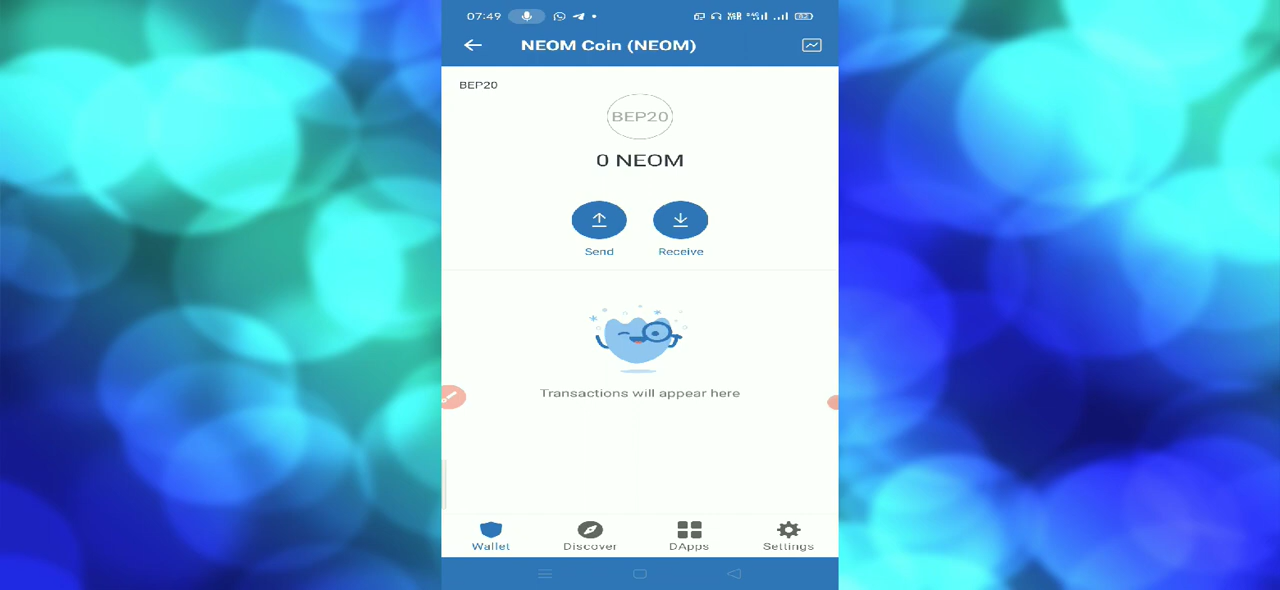 07:49
NEOM Coin (NEOM)
BEP20
BEP20
0 NEOM
Send Receive
Transactions will appear here
Wallet Discover DApps Settings